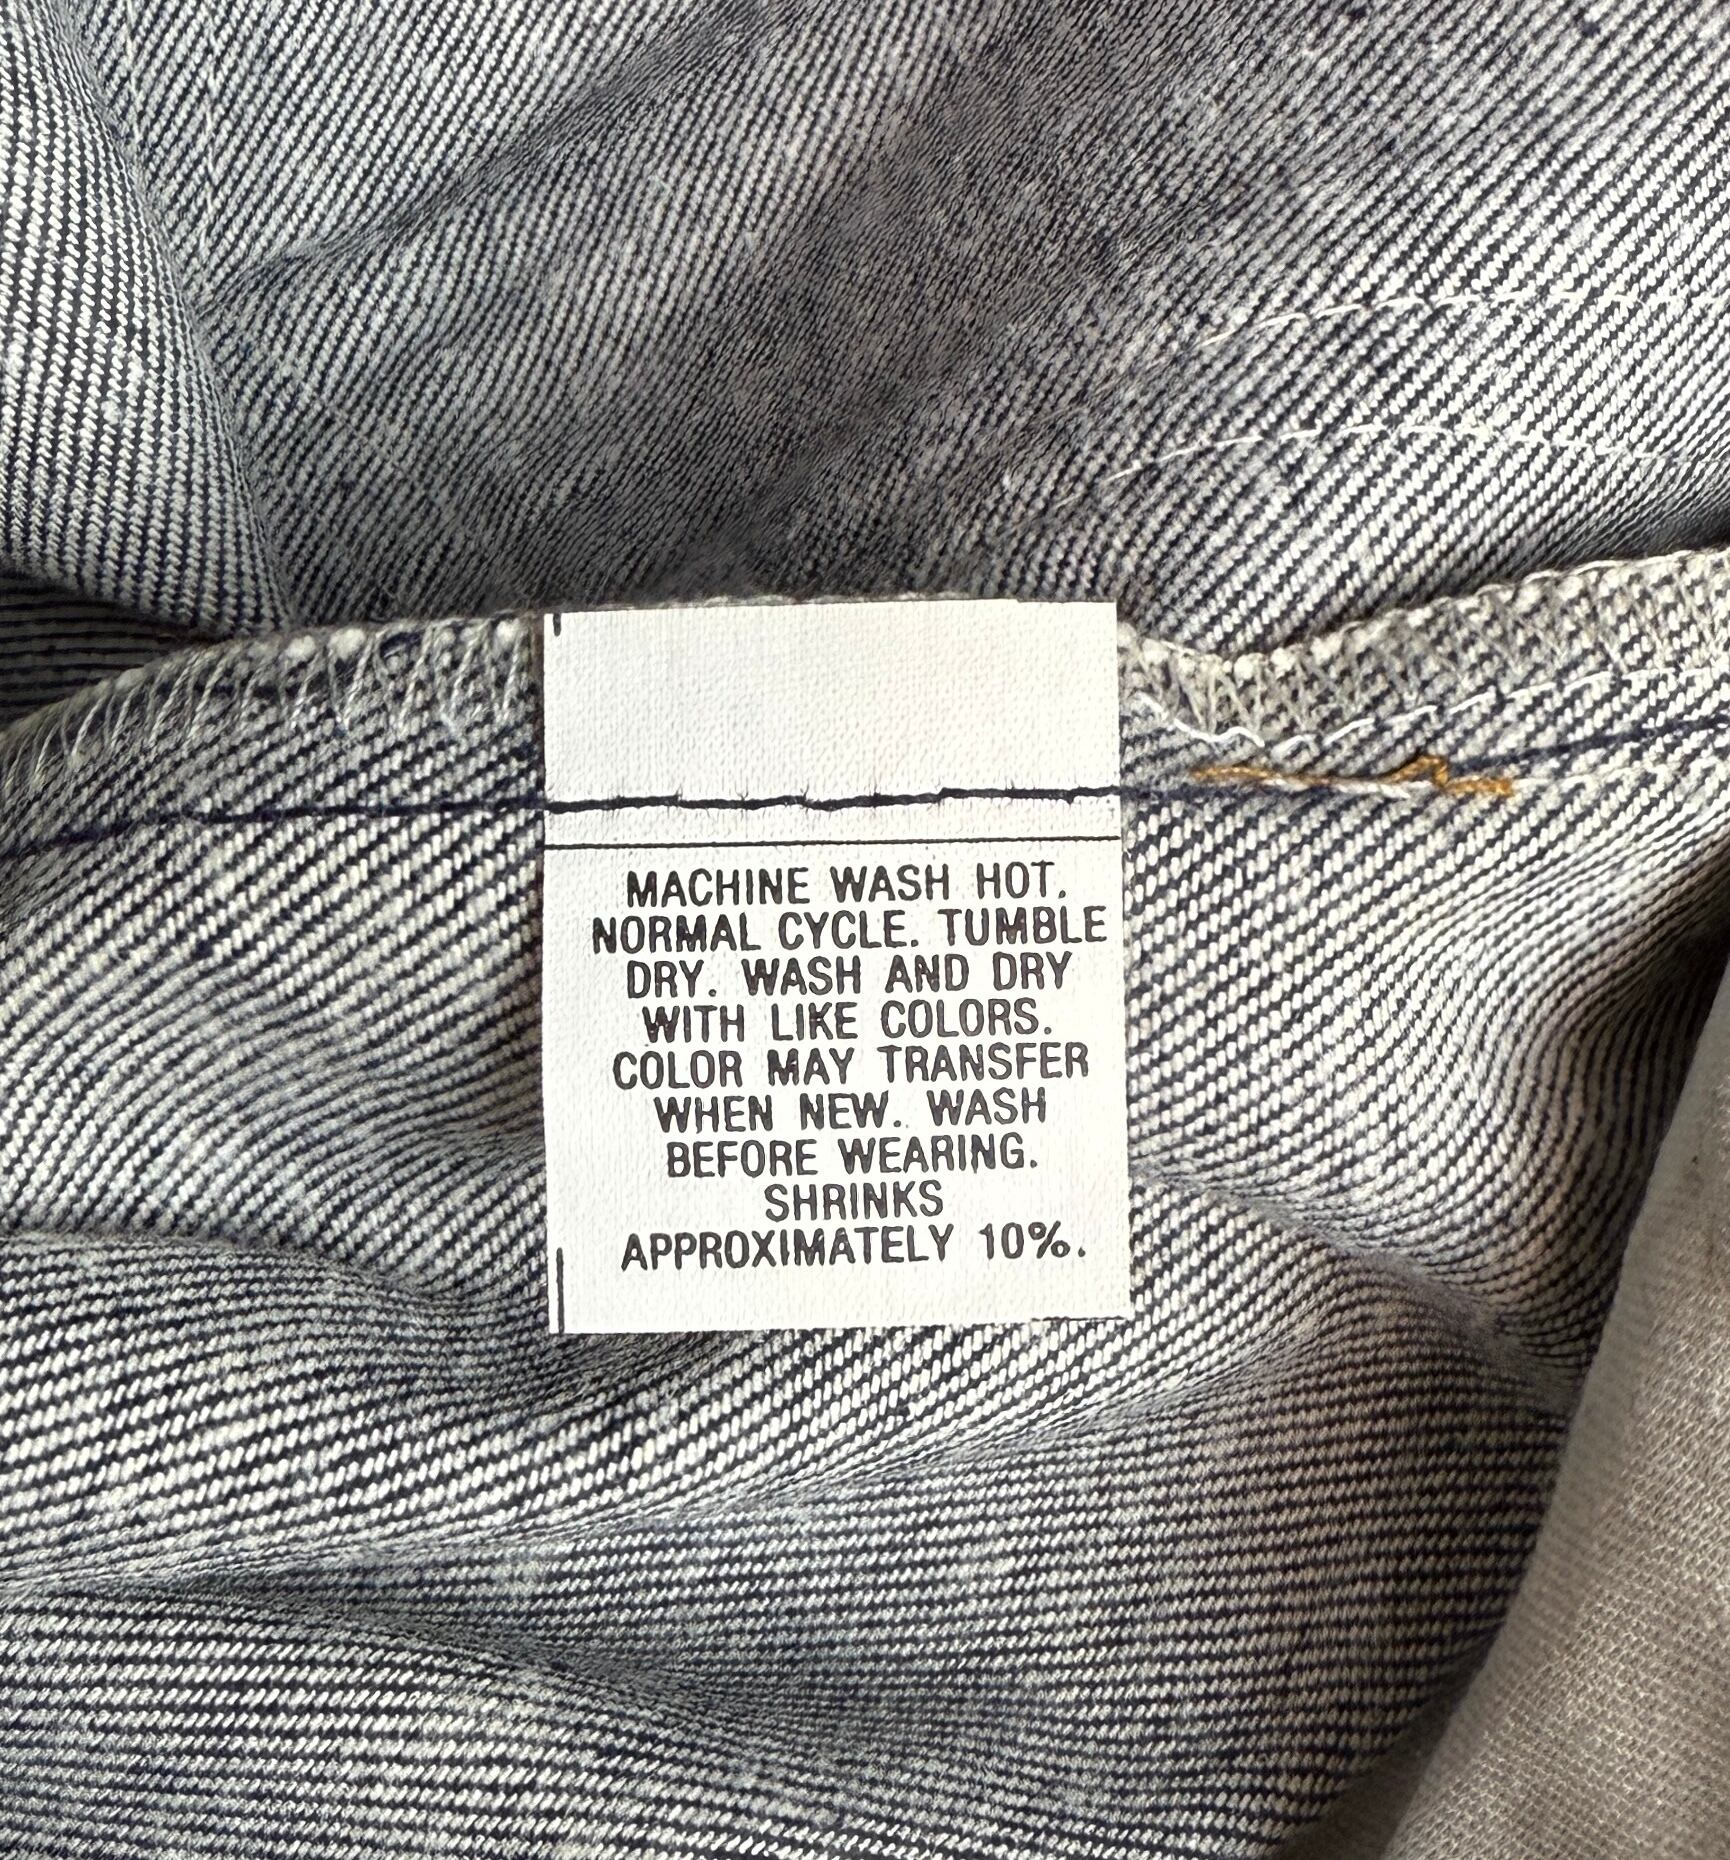 MACHINE WASH HOT.
NORMAL CYCLE. TUMBLE
DRY. WASH AND DRY
WITH LIKE COLORS.
COLOR MAY TRANSFER
WHEN NEW. WASH
BEFORE WEARING.
SHRINKS
APPROXIMATELY 10%.